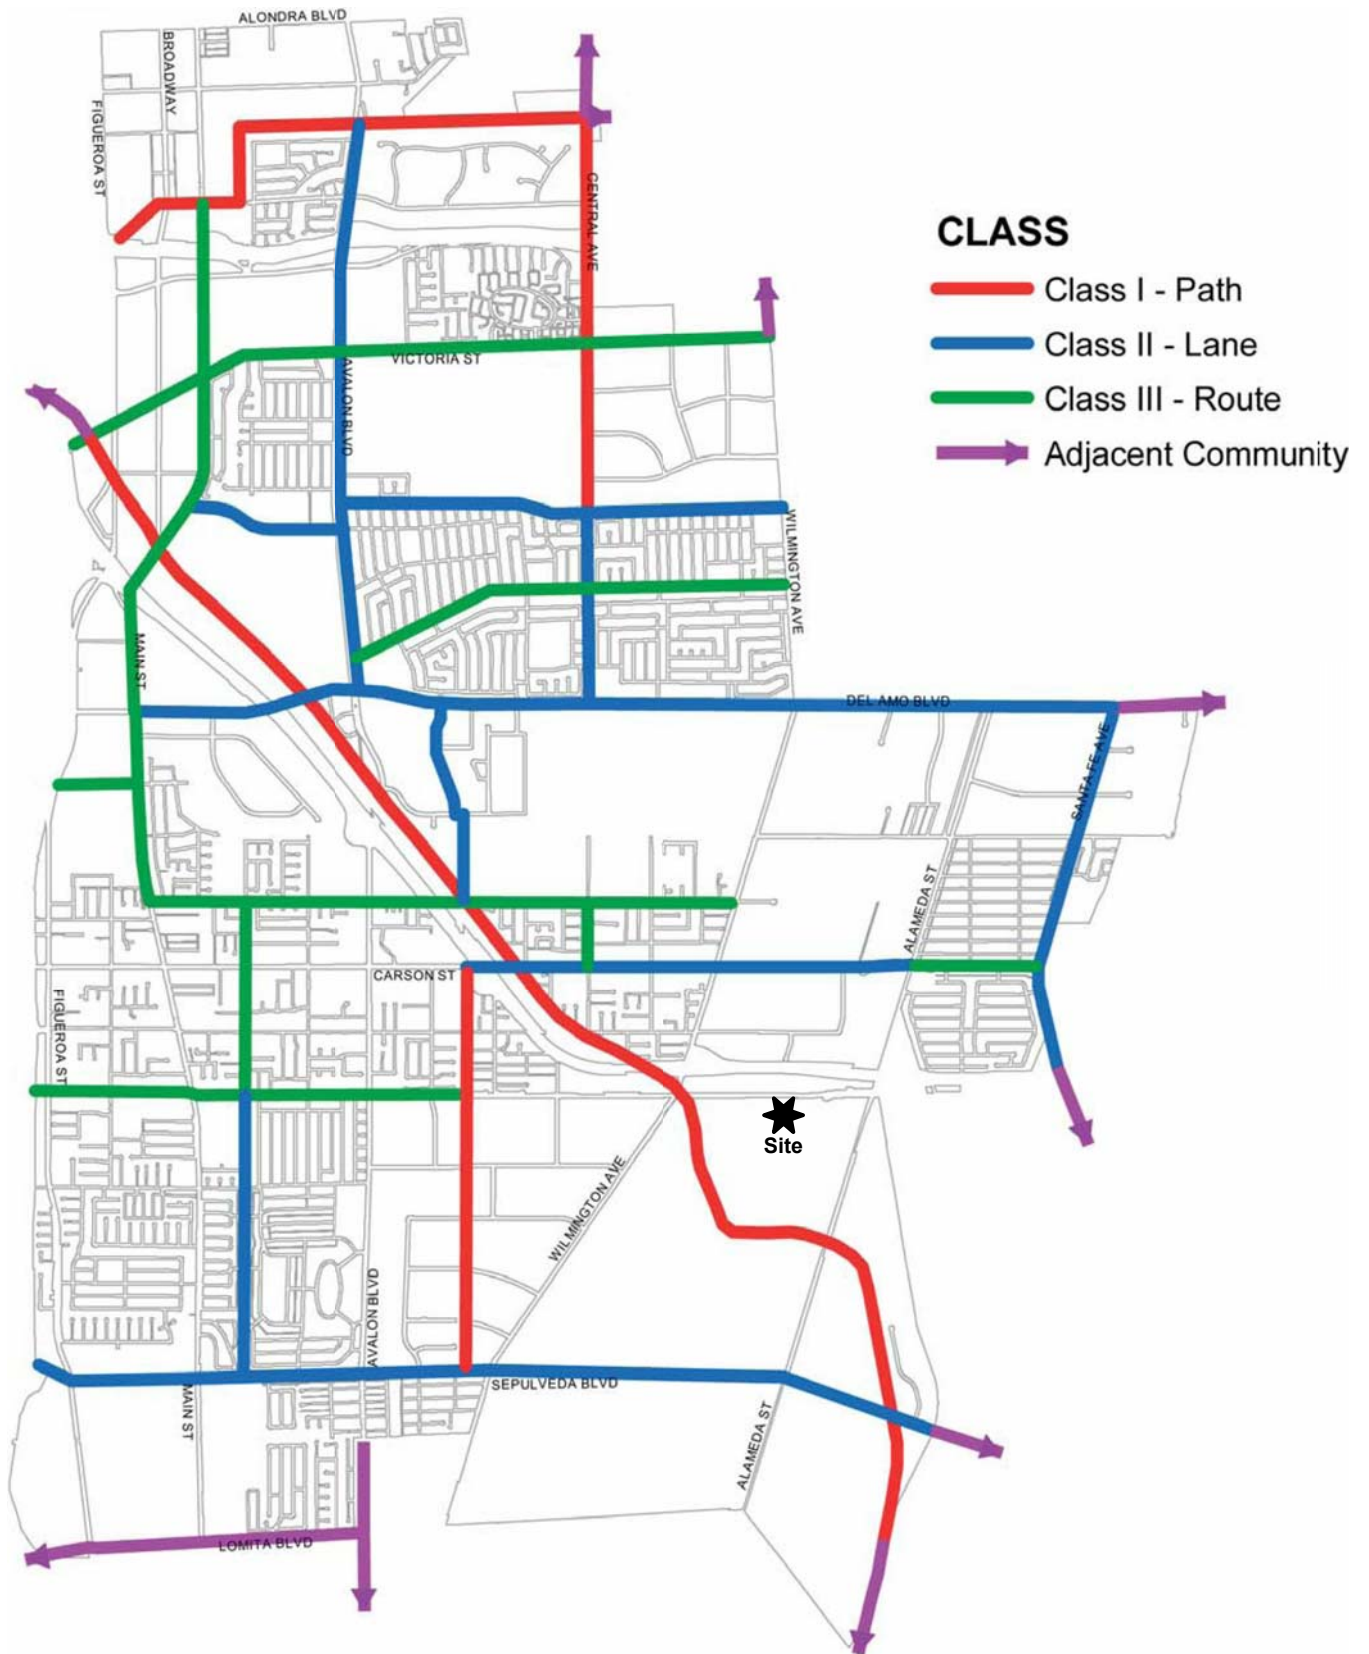 ALONDRA BLVD
BROADWAY
FIGUEROA ST
CENTRAL AVE
CLASS
Class I - Path
Class II - Lane
Class III - Route
Adjacent Community
VICTORIA ST
AVALON BLVD
WILMINGTON AVE
MAIN ST
DEL AMO BLVD
SANTA FE AVE
ALAMEDA ST
CARSON ST
FIGUEROA ST
Site
WILMINGTON AVE
AVALON BLVD
SEPULVEDA BLVD
MAIN ST
ALAMEDA ST
LOMITA BLVD